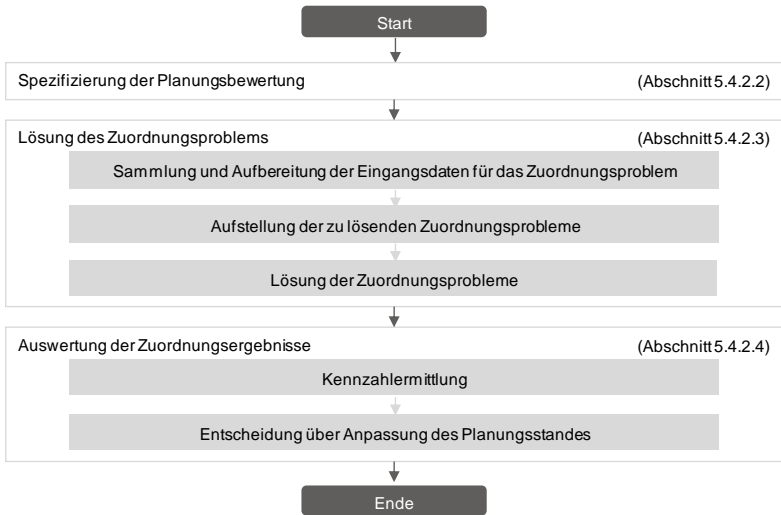 Start
Spezifizierung der Planungsbewertung (Abschnitt 5.4.2.2)
Lösung des Zuordnungsproblems (Abschnitt 5.4.2.3)
Sammlung und Aufbereitung der Eingangsdaten für das Zuordnungsproblem
Aufstellung der zu lösenden Zuordnungsprobleme
Lösung der Zuordnungsprobleme
Auswertung der Zuordnungsergebnisse (Abschnitt 5.4.2.4)
Kennzahlermittlung
Entscheidung über Anpassung des Planungsstandes
Ende